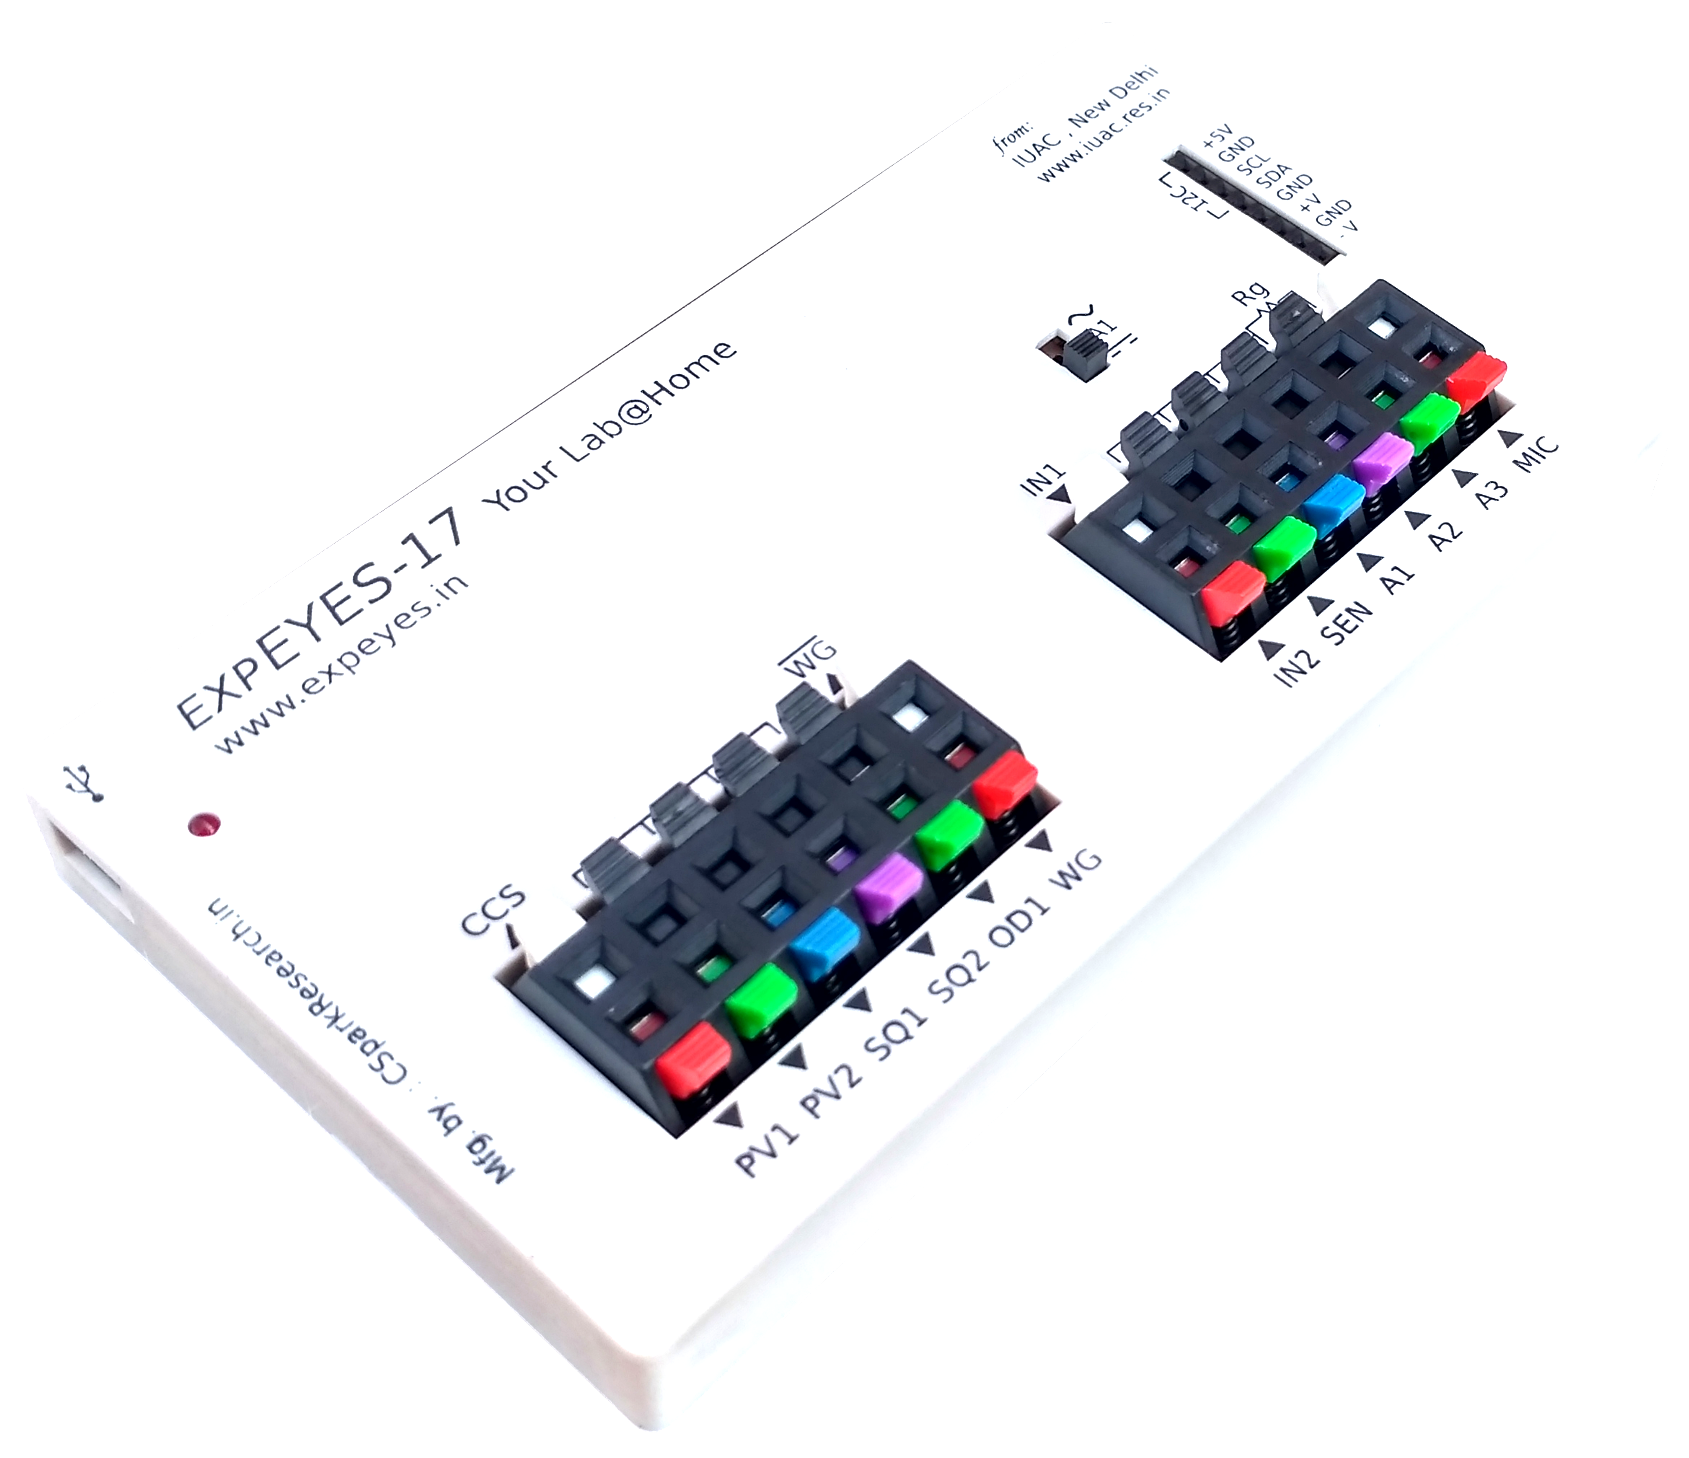 EXPEYES-17 Your Lab@Home
www.expeyes.in
from:
IUAC , New Delhi
www.iuac.res.in
+5V
GND
SCL
SDA
GND
+V
GND
-V
I2C
A1
Rg
IN1
IN2 SEN A1 A2 A3 MIC
WG
CCS
PV1 PV2 SQ1 SQ2 OD1 WG
Mfg. by. : CSparkResearch.in